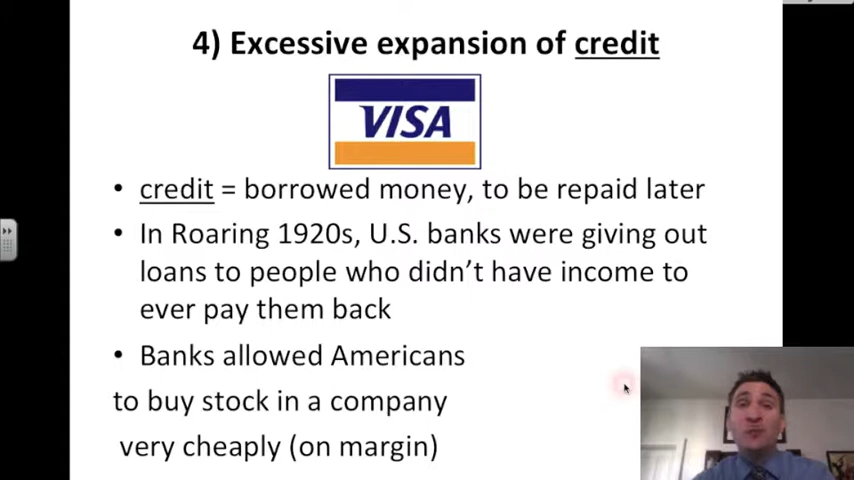 4) Excessive expansion of credit
VISA
• credit = borrowed money, to be repaid later
• In Roaring 1920s, U.S. banks were giving out
loans to people who didn't have income to
ever pay them back
• Banks allowed Americans
to buy stock in a company
very cheaply (on margin)